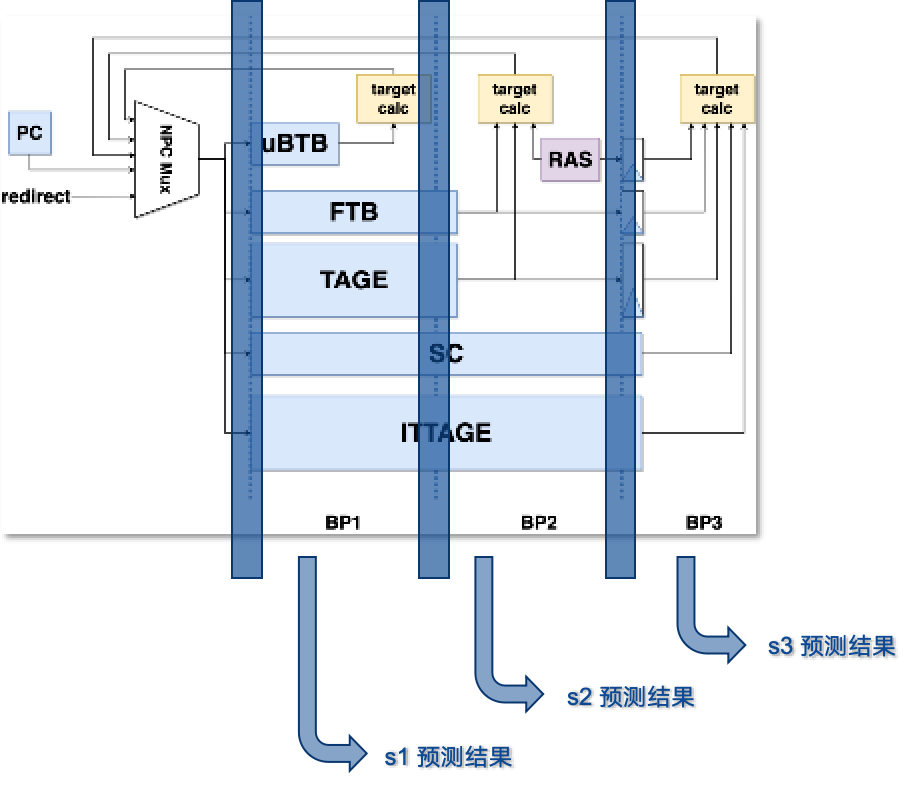 target
calc
target
calc
target
calc
PC
NPC Mux
uBTB
RAS
redirect
FTB
TAGE
SC
ITTAGE
BP1
BP2
BP3
s3 预测结果
s2 预测结果
s1 预测结果